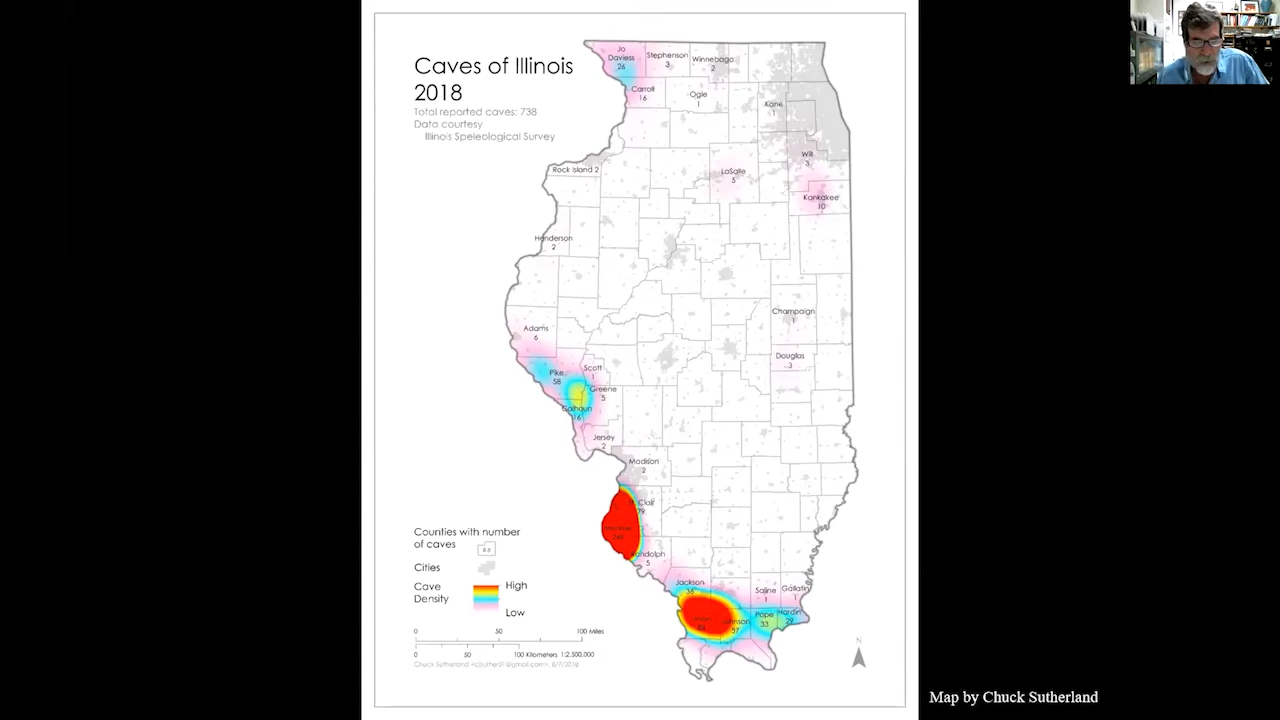 Caves of Illinois
2018
Total reported caves: 738
Data courtesy
Illinois Speleological Survey
Jo
Daviess
26
Stephenson
3
Winnebago
2
Carroll
16
Ogle
1
Kane
1
Will
3
Rock Island 2
LaSalle
5
Kankakee
10
Henderson
2
Champaign
1
Adams
6
Douglas
3
Pike
58
Scott
1
Greene
5
Calhoun
16
Jersey
2
Madison
2
Clair
79
Randolph
5
Jackson
36
Saline
1
Gallatin
1
Union
Johnson
57
Pope
33
Hardin
29
Counties with number
of caves
Cities
Cave
Density
High
Low
0 50 100 Miles
0 50 100 Kilometers 1:2,500,000
N
Map by Chuck Sutherland